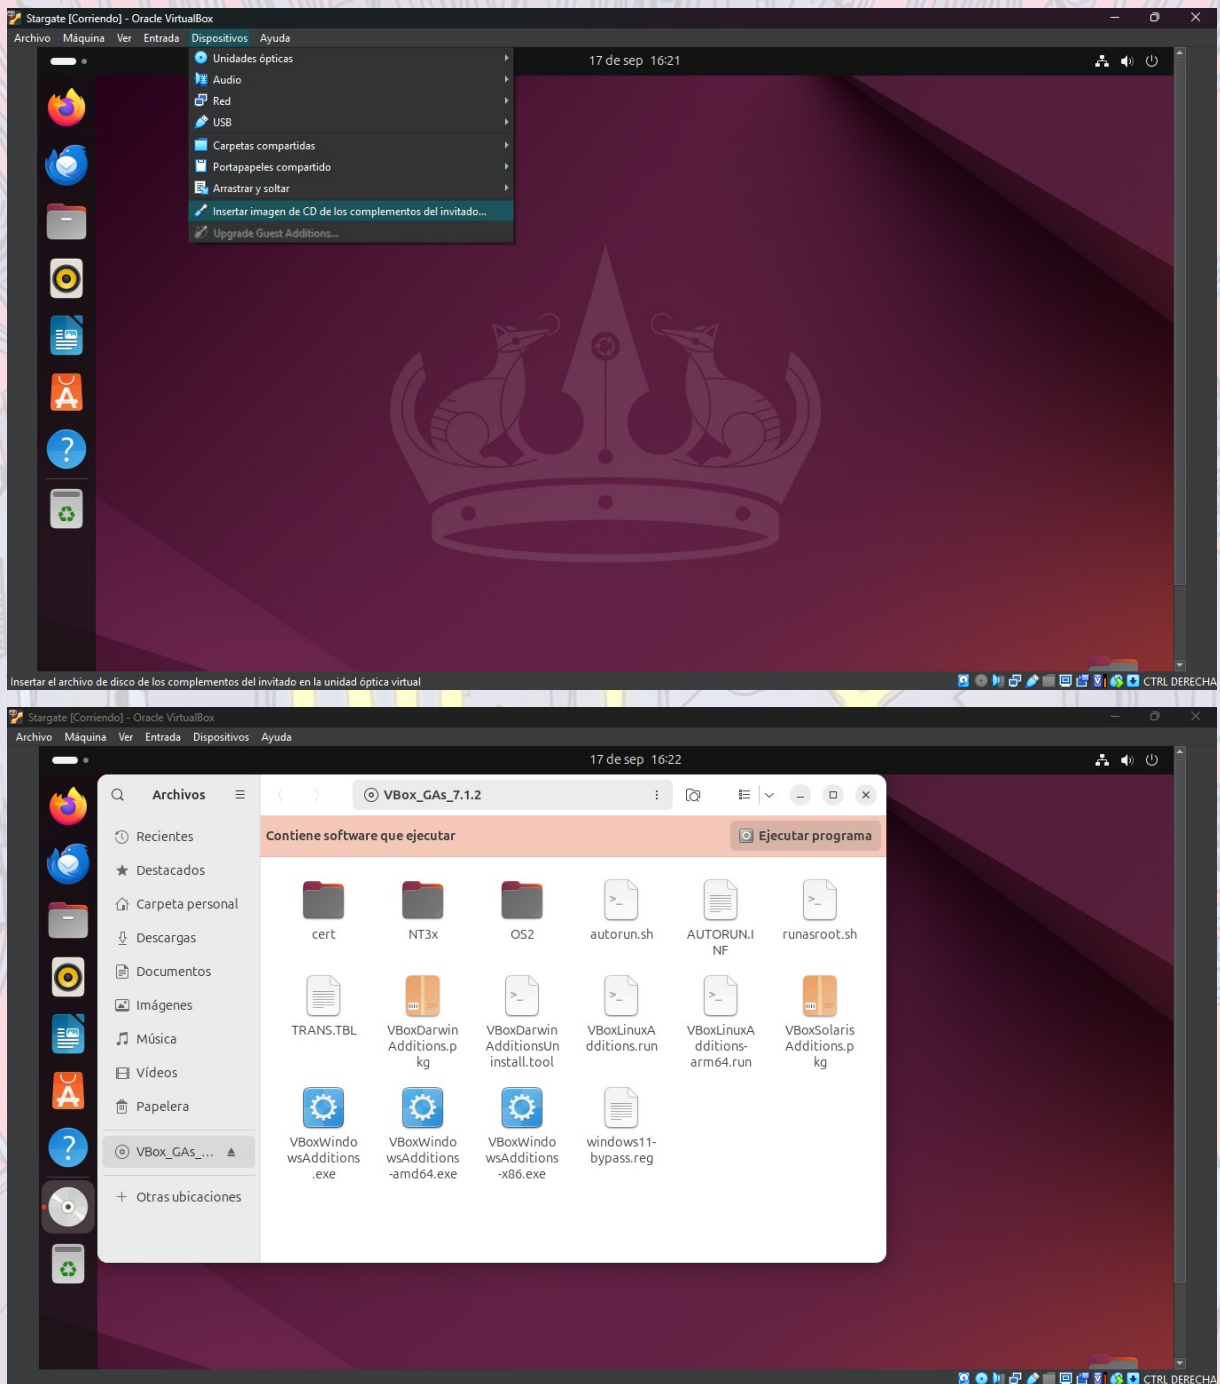 Stargate [Corriendo] - Oracle VirtualBox
Archivo Máquina Ver Entrada Dispositivos Ayuda
17 de sep 16:21
Unidades ópticas
Audio
Red
USB
Carpetas compartidas
Portapapeles compartido
Arrastrar y soltar
Insertar imagen de CD de los complementos del invitado...
Upgrade Guest Additions...
Insertar el archivo de disco de los complementos del invitado en la unidad óptica virtual
CTRL DERECHA
Stargate [Corriendo] - Oracle VirtualBox
Archivo Máquina Ver Entrada Dispositivos Ayuda
17 de sep 16:22
Archivos
VBox_GAs_7.1.2
Recientes
Destacados
Carpeta personal
Descargas
Documentos
Imágenes
Música
Vídeos
Papelera
VBox_GAs_...
Otras ubicaciones
Contiene software que ejecutar
Ejecutar programa
cert
NT3x
OS2
autorun.sh
AUTORUN.I
NF
runasroot.sh
TRANS.TBL
VBoxDarwin
Additions.p
kg
VBoxDarwin
AdditionsUn
install.tool
VBoxLinuxA
dditions.run
VBoxLinuxA
dditions-
arm64.run
VBoxSolaris
Additions.p
kg
VBoxWindo
wsAdditions
.exe
VBoxWindo
wsAdditions
-amd64.exe
VBoxWindo
wsAdditions
-x86.exe
windows11-
bypass.reg
CTRL DERECHA